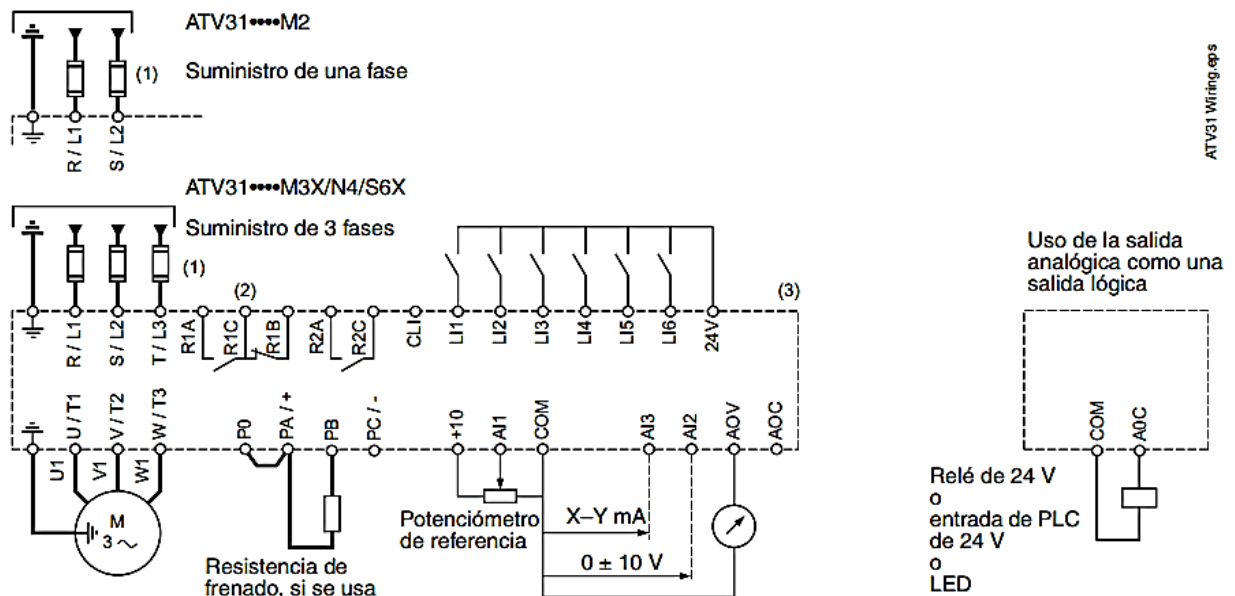 ATV31••••M2
(1)
Suministro de una fase
R / L1
S / L2
ATV31 Wiring.eps
ATV31••••M3X/N4/S6X
Suministro de 3 fases
(1)
(2)
(3)
R / L1
S / L2
T / L3
R1A
R1C
R1B
R2A
R2C
CLI
LI1
LI2
LI3
LI4
LI5
LI6
24V
U / T1
V / T2
W / T3
P0
PA / +
PB
PC / -
+10
AI1
COM
AI3
AI2
AOV
AOC
U1
V1
W1
M
3 ~
Resistencia de
frenado, si se usa
Potenciómetro
de referencia
X–Y mA
0 ± 10 V
Uso de la salida
analógica como una
salida lógica
COM
A0C
Relé de 24 V
o
entrada de PLC
de 24 V
o
LED